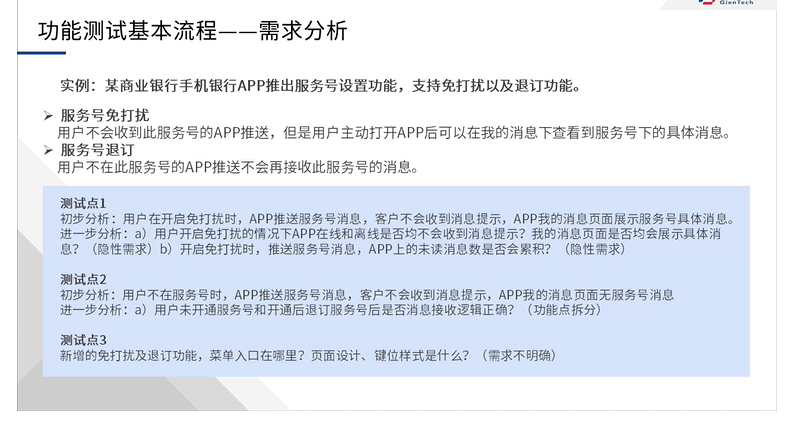 GienTech
功能测试基本流程——需求分析
实例：某商业银行手机银行APP推出服务号设置功能，支持免打扰以及退订功能。
➢ 服务号免打扰
用户不会收到此服务号的APP推送，但是用户主动打开APP后可以在我的消息下查看到服务号下的具体消息。
➢ 服务号退订
用户不在此服务号的APP推送不会再接收此服务号的消息。
测试点1
初步分析：用户在开启免打扰时，APP推送服务号消息，客户不会收到消息提示，APP我的消息页面展示服务号具体消息。
进一步分析：a）用户开启免打扰的情况下APP在线和离线是否均不会收到消息提示？我的消息页面是否均会展示具体消
息？（隐性需求）b）开启免打扰时，推送服务号消息，APP上的未读消息数是否会累积？（隐性需求）
测试点2
初步分析：用户不在服务号时，APP推送服务号消息，客户不会收到消息提示，APP我的消息页面无服务号消息
进一步分析：a）用户未开通服务号和开通后退订服务号后是否消息接收逻辑正确？（功能点拆分）
测试点3
新增的免打扰及退订功能，菜单入口在哪里？页面设计、键位样式是什么？（需求不明确）